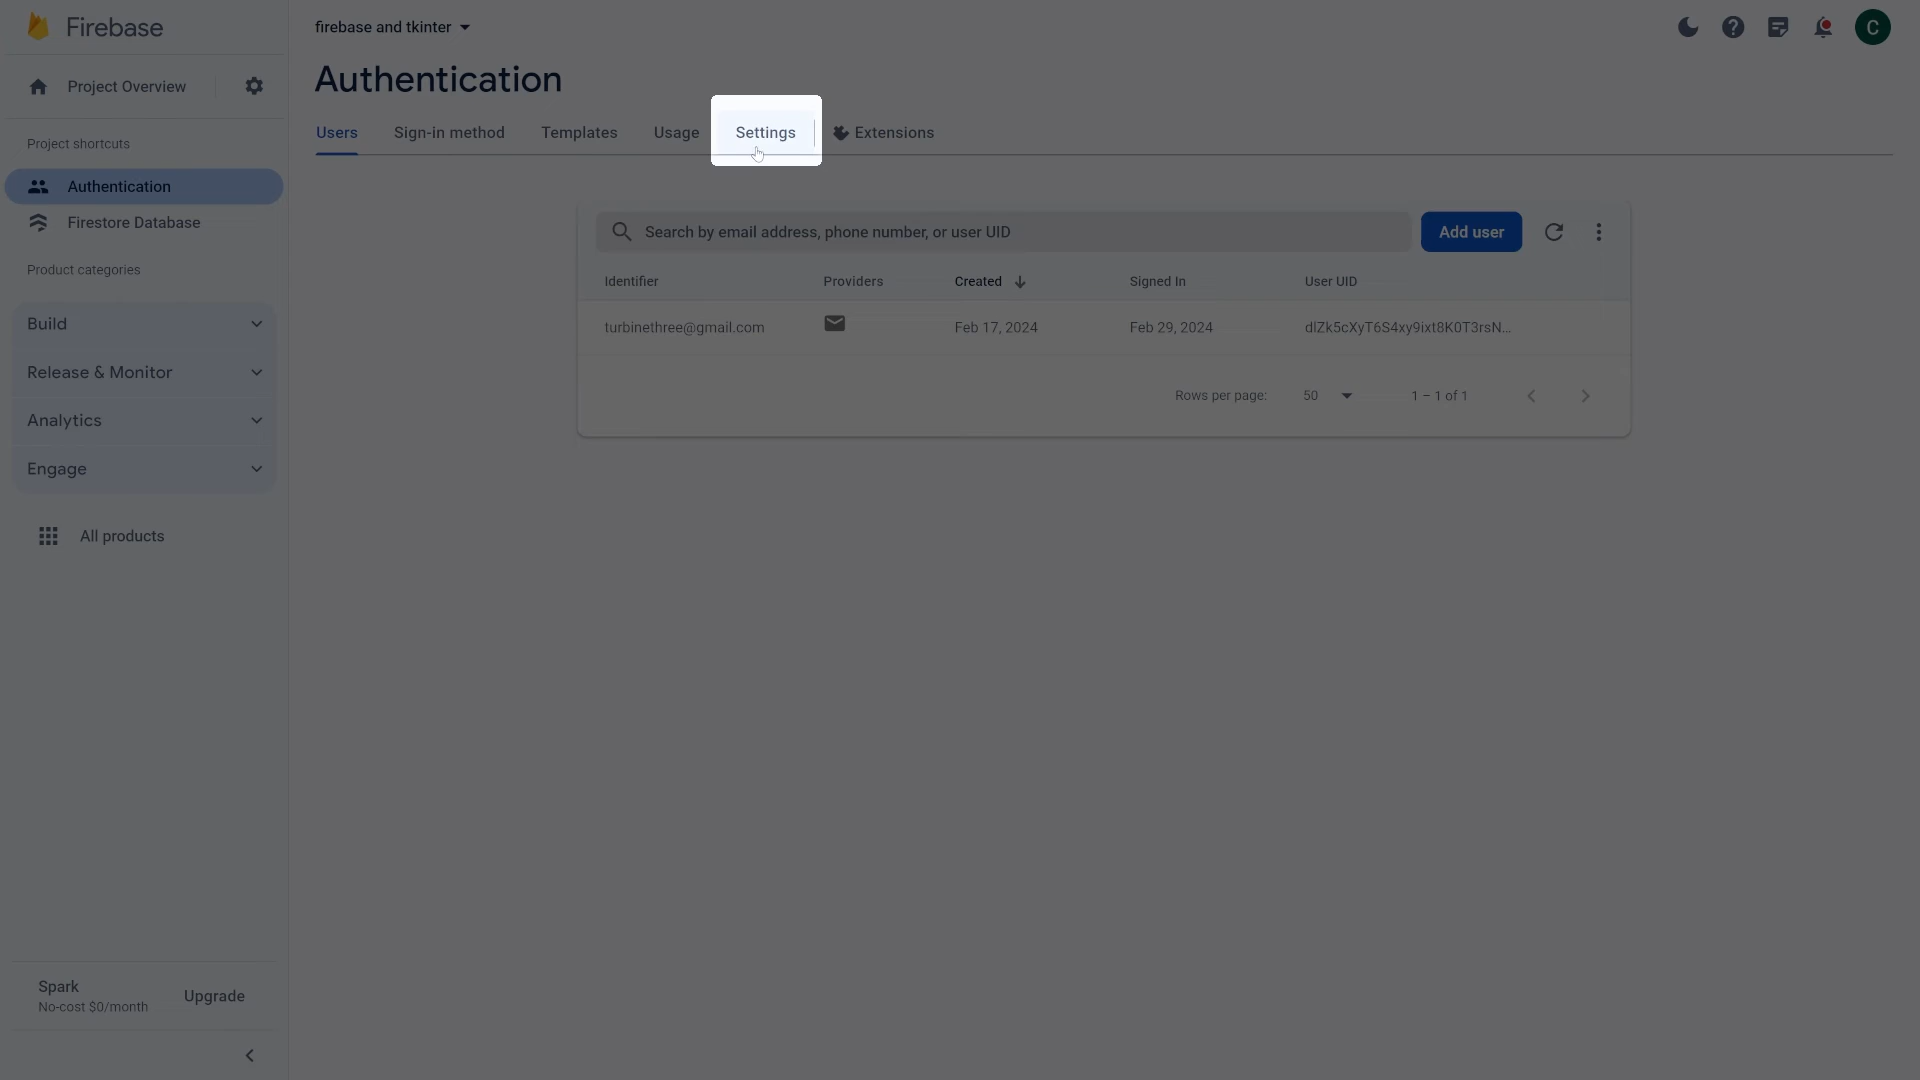 Firebase
firebase and tkinter
C
Project Overview
Authentication
Users
Sign-in method
Templates
Usage
Settings
Extensions
Project shortcuts
Authentication
Firestore Database
Product categories
Build
Release & Monitor
Analytics
Engage
All products
Search by email address, phone number, or user UID
Add user
Identifier
Providers
Created
Signed In
User UID
turbinethree@gmail.com
Feb 17, 2024
Feb 29, 2024
dlZk5cXyT6S4xy9ixt8K0T3rsN...
Rows per page:
50
1 – 1 of 1
Spark
No-cost $0/month
Upgrade